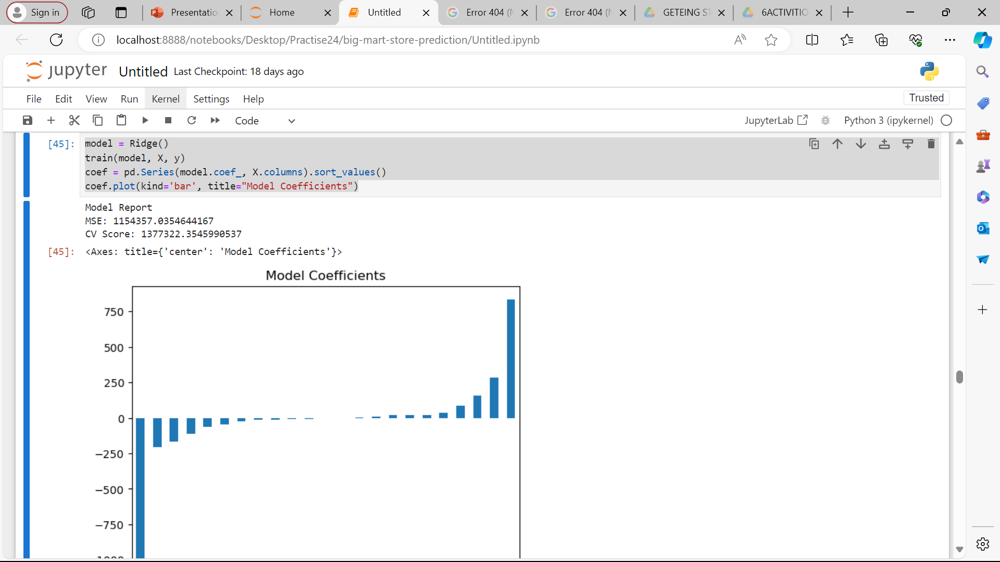 Sign in
Presentatio
Home
Untitled
Error 404 (N
Error 404 (N
GETEING ST
6ACTIVITIO
localhost:8888/notebooks/Desktop/Practise24/big-mart-store-prediction/Untitled.ipynb
jupyter Untitled Last Checkpoint: 18 days ago
File Edit View Run Kernel Settings Help
Trusted
Code
JupyterLab
Python 3 (ipykernel)
[45]: model = Ridge()
train(model, X, y)
coef = pd.Series(model.coef_, X.columns).sort_values()
coef.plot(kind='bar', title="Model Coefficients")
Model Report
MSE: 1154357.0354644167
CV Score: 1377322.3545990537
[45]: <Axes: title={'center': 'Model Coefficients'}>
Model Coefficients
750
500
250
0
−250
−500
−750